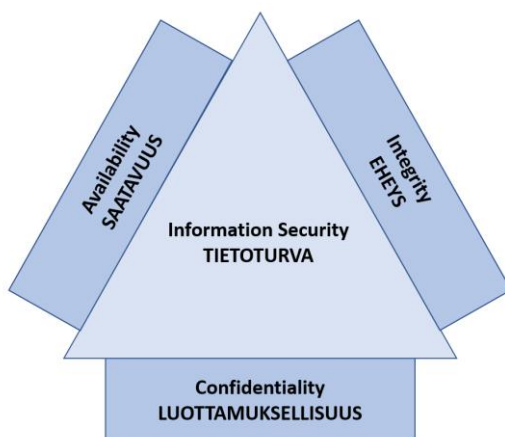 Availability
SAATAVUUS
Integrity
EHEYS
Information Security
TIETOTURVA
Confidentiality
LUOTTAMUKSELLISUUS